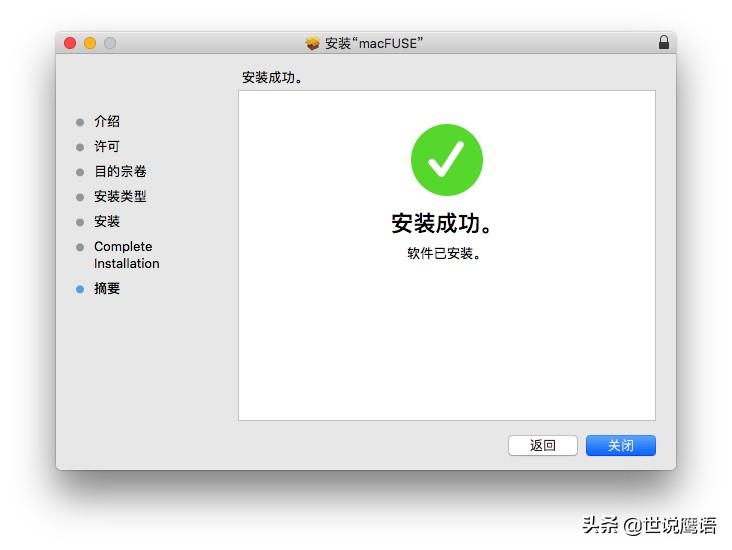 安装“macFUSE”
安装成功。
介绍
许可
目的宗卷
安装类型
安装
Complete
Installation
摘要
安装成功。
软件已安装。
返回
关闭
头条 @世说鹰语